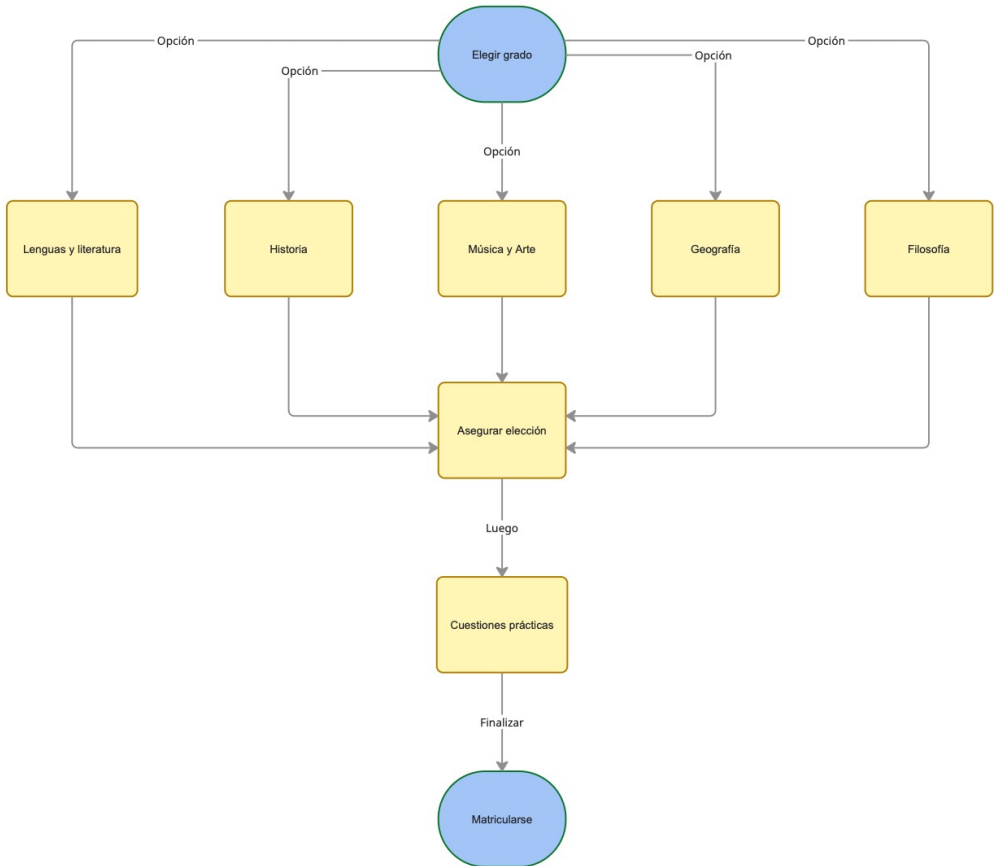 Elegir grado
Opción
Opción
Opción
Opción
Opción
Lenguas y literatura
Historia
Música y Arte
Geografía
Filosofía
Asegurar elección
Luego
Cuestiones prácticas
Finalizar
Matricularse